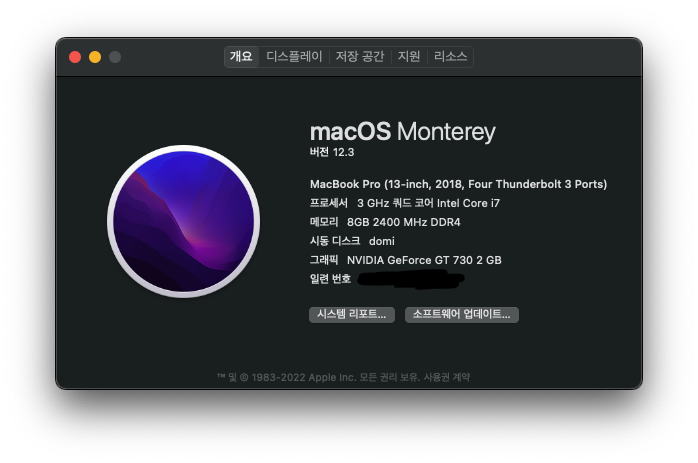 개요 디스플레이 저장 공간 지원 리소스
macOS Monterey
버전 12.3
MacBook Pro (13-inch, 2018, Four Thunderbolt 3 Ports)
프로세서 3 GHz 쿼드 코어 Intel Core i7
메모리 8GB 2400 MHz DDR4
시동 디스크 domi
그래픽 NVIDIA GeForce GT 730 2 GB
일련 번호
시스템 리포트... 소프트웨어 업데이트...
™ 및 © 1983-2022 Apple Inc. 모든 권리 보유. 사용권 계약